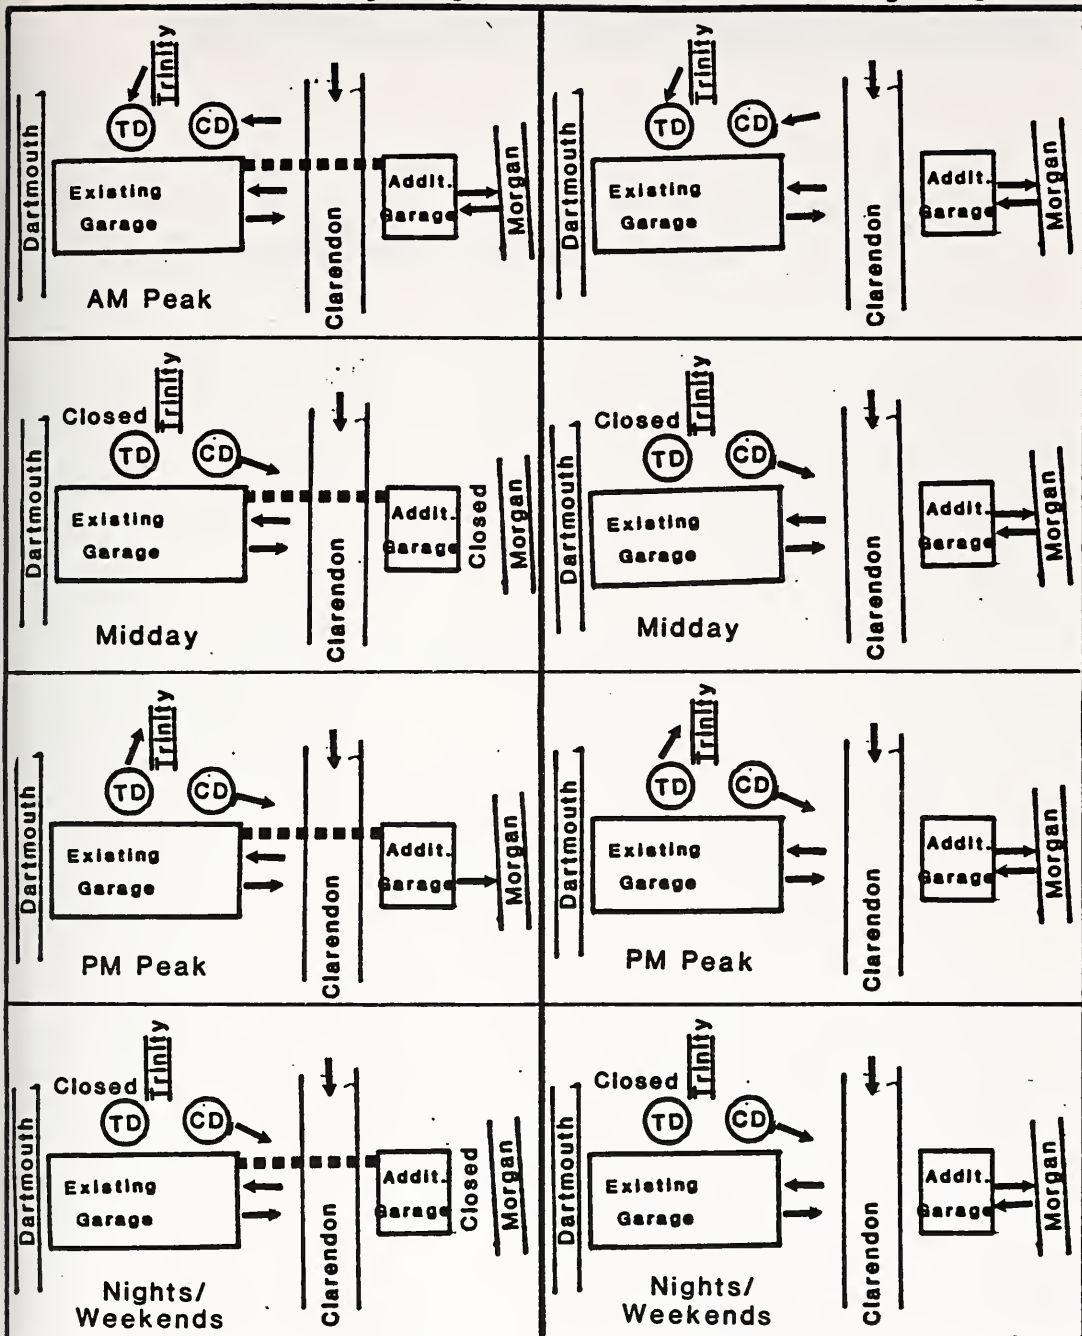 Trinity
Dartmouth
TD
CD
Existing
Garage
Clarendon
Addit.
Garage
Morgan
AM Peak
Trinity
Dartmouth
TD
CD
Existing
Garage
Clarendon
Addit.
Garage
Morgan
Closed
Trinity
Dartmouth
TD
CD
Existing
Garage
Clarendon
Addit.
Garage
Closed
Morgan
Midday
Closed
Trinity
Dartmouth
TD
CD
Existing
Garage
Clarendon
Addit.
Garage
Morgan
Midday
Trinity
Dartmouth
TD
CD
Existing
Garage
Clarendon
Addit.
Garage
Morgan
PM Peak
Trinity
Dartmouth
TD
CD
Existing
Garage
Clarendon
Addit.
Garage
Morgan
PM Peak
Closed
Trinity
Dartmouth
TD
CD
Existing
Garage
Clarendon
Addit.
Garage
Closed
Morgan
Nights/
Weekends
Closed
Trinity
Dartmouth
TD
CD
Existing
Garage
Clarendon
Addit.
Garage
Morgan
Nights/
Weekends